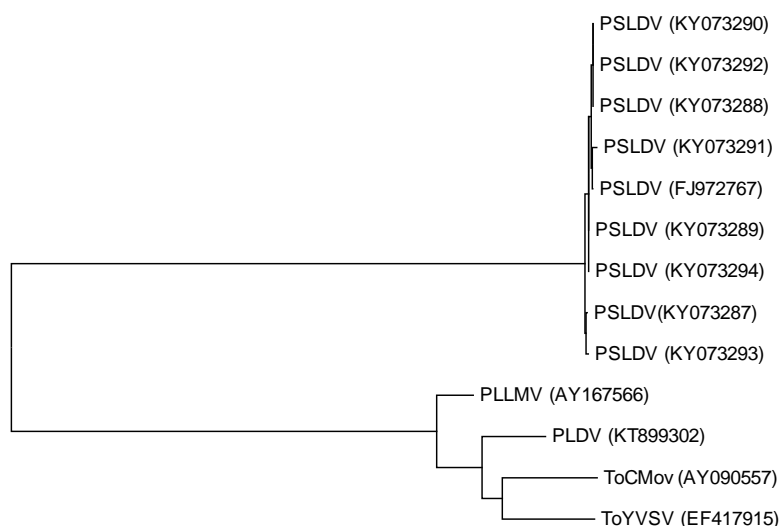 PSLDV (KY073290)
PSLDV (KY073292)
PSLDV (KY073288)
PSLDV (KY073291)
PSLDV (FJ972767)
PSLDV (KY073289)
PSLDV (KY073294)
PSLDV(KY073287)
PSLDV (KY073293)
PLLMV (AY167566)
PLDV (KT899302)
ToCMov (AY090557)
ToYVSV (EF417915)